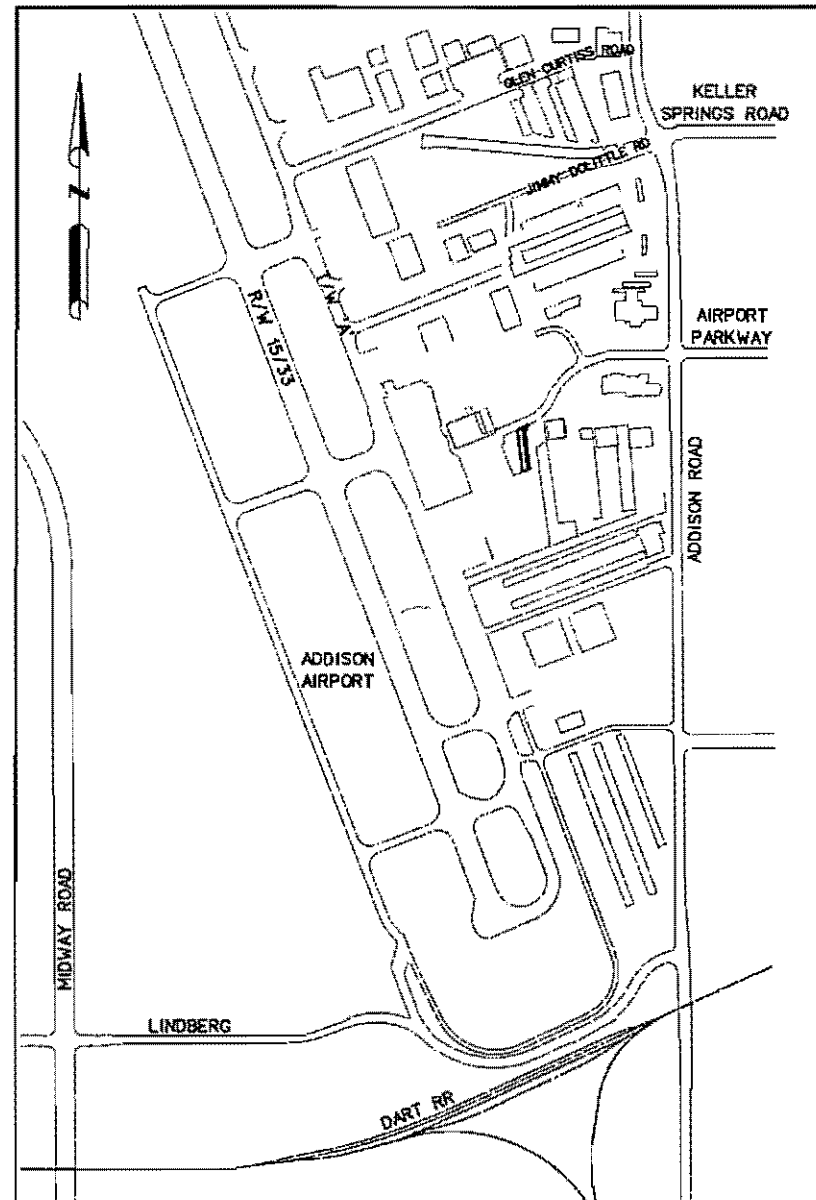 GLEN CURTISS ROAD
KELLER
SPRINGS ROAD
JIMMY DOLITTLE RD
N
T/W 'A'
R/W 15/33
AIRPORT
PARKWAY
ADDISON ROAD
ADDISON
AIRPORT
MIDWAY ROAD
LINDBERG
DART RR